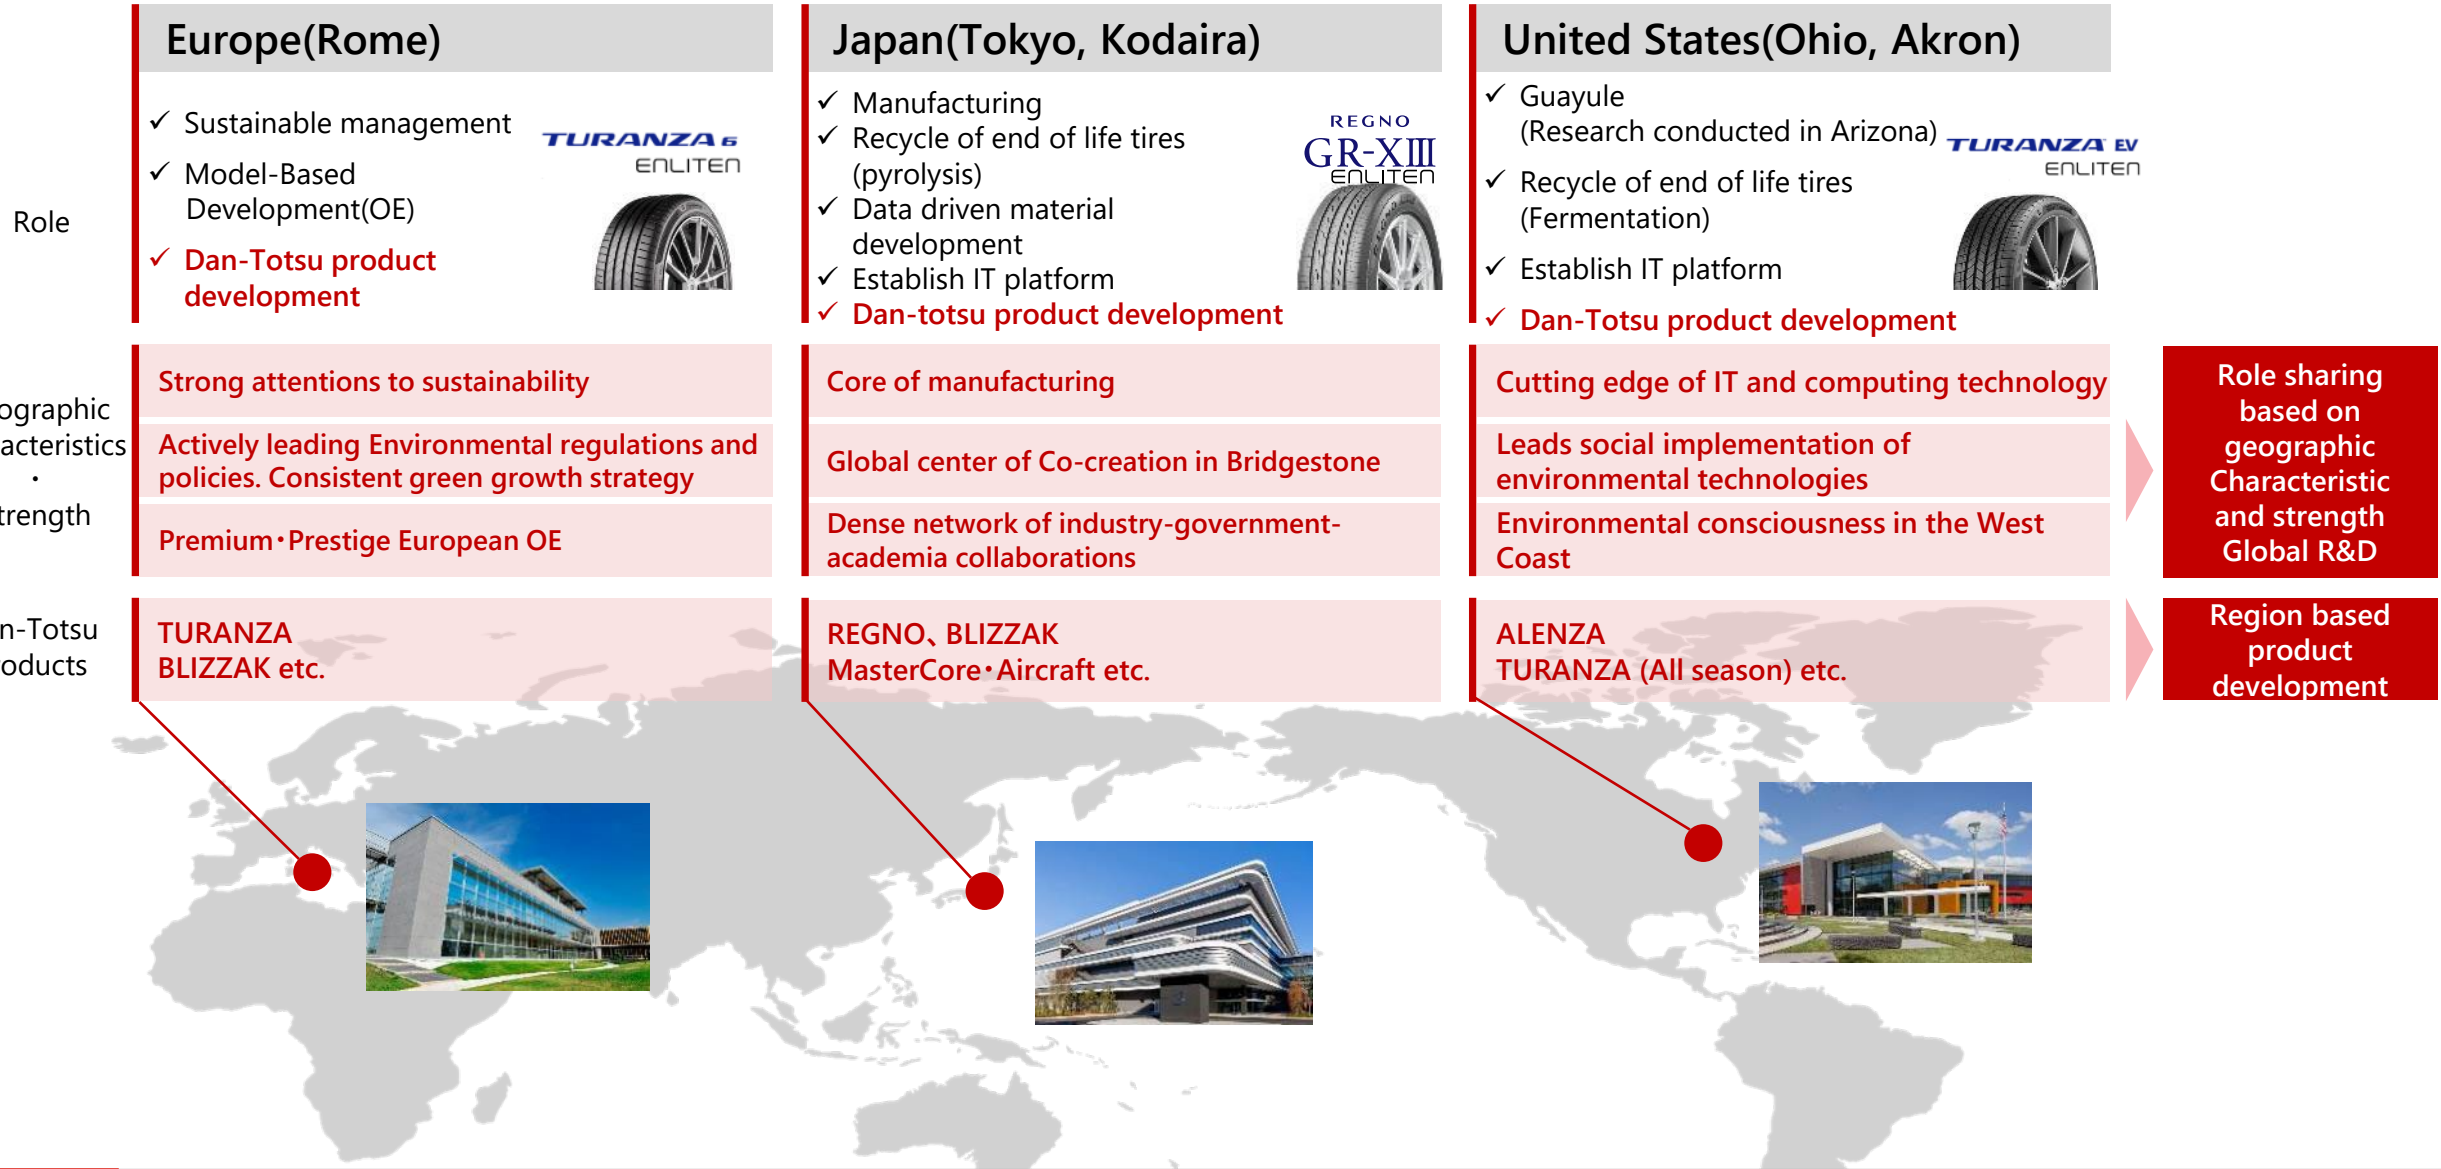 Europe(Rome)
✓ Sustainable management
✓ Model-Based
Development(OE)
✓ Dan-Totsu product
development
TURANZA 6
ENLITEN
Japan(Tokyo, Kodaira)
✓ Manufacturing
✓ Recycle of end of life tires
(pyrolysis)
✓ Data driven material
development
✓ Establish IT platform
✓ Dan-totsu product development
REGNO
GR-XⅢ
ENLITEN
United States(Ohio, Akron)
✓ Guayule
(Research conducted in Arizona)
✓ Recycle of end of life tires
(Fermentation)
✓ Establish IT platform
✓ Dan-Totsu product development
TURANZA EV
ENLITEN
Role
ographic
acteristics
・
trength
Strong attentions to sustainability
Actively leading Environmental regulations and
policies. Consistent green growth strategy
Premium・Prestige European OE
Core of manufacturing
Global center of Co-creation in Bridgestone
Dense network of industry-government-
academia collaborations
Cutting edge of IT and computing technology
Leads social implementation of
environmental technologies
Environmental consciousness in the West
Coast
Role sharing
based on
geographic
Characteristic
and strength
Global R&D
n-Totsu
oducts
TURANZA
BLIZZAK etc.
REGNO、BLIZZAK
MasterCore・Aircraft etc.
ALENZA
TURANZA (All season) etc.
Region based
product
development